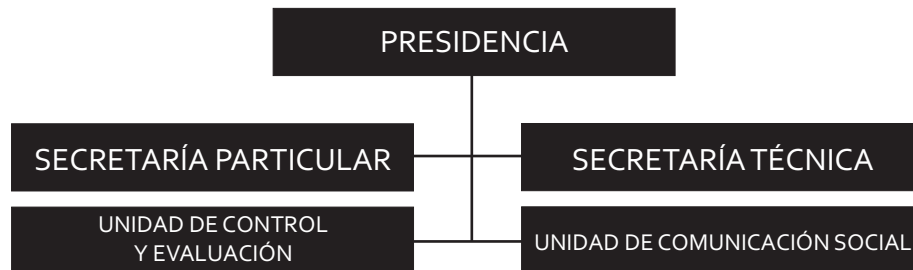 PRESIDENCIA
SECRETARÍA PARTICULAR
SECRETARÍA TÉCNICA
UNIDAD DE CONTROL
Y EVALUACIÓN
UNIDAD DE COMUNICACIÓN SOCIAL